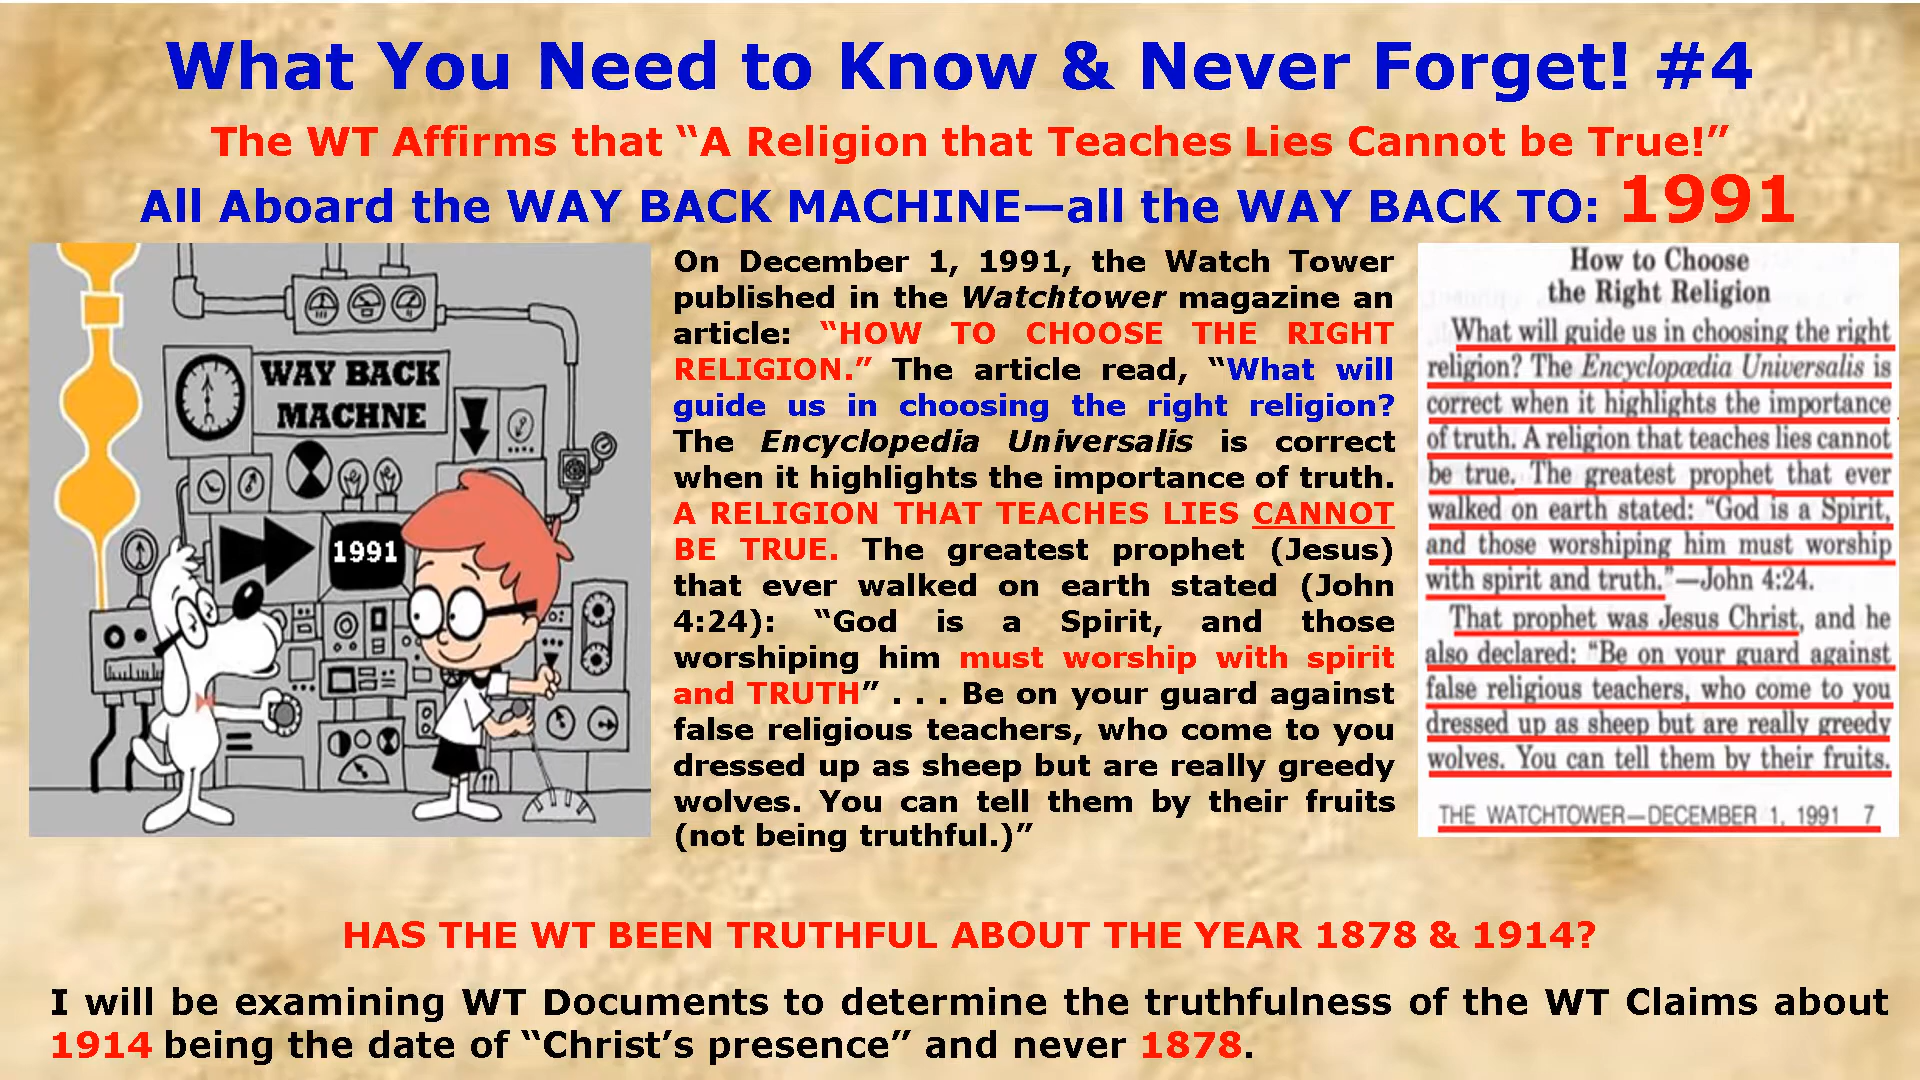 What You Need to Know & Never Forget! #4
The WT Affirms that “A Religion that Teaches Lies Cannot be True!”
All Aboard the WAY BACK MACHINE—all the WAY BACK TO: 1991
WAY BACK
MACHNE
1991
On December 1, 1991, the Watch Tower
published in the Watchtower magazine an
article: “HOW TO CHOOSE THE RIGHT
RELIGION.” The article read, “What will
guide us in choosing the right religion?
The Encyclopedia Universalis is correct
when it highlights the importance of truth.
A RELIGION THAT TEACHES LIES CANNOT
BE TRUE. The greatest prophet (Jesus)
that ever walked on earth stated (John
4:24): “God is a Spirit, and those
worshiping him must worship with spirit
and TRUTH” . . . Be on your guard against
false religious teachers, who come to you
dressed up as sheep but are really greedy
wolves. You can tell them by their fruits
(not being truthful.)”
How to Choose
the Right Religion
What will guide us in choosing the right
religion? The Encyclopædia Universalis is
correct when it highlights the importance
of truth. A religion that teaches lies cannot
be true. The greatest prophet that ever
walked on earth stated: “God is a Spirit,
and those worshiping him must worship
with spirit and truth.”—John 4:24.
That prophet was Jesus Christ, and he
also declared: “Be on your guard against
false religious teachers, who come to you
dressed up as sheep but are really greedy
wolves. You can tell them by their fruits.
THE WATCHTOWER—DECEMBER 1, 1991 7
HAS THE WT BEEN TRUTHFUL ABOUT THE YEAR 1878 & 1914?
I will be examining WT Documents to determine the truthfulness of the WT Claims about
1914 being the date of “Christ’s presence” and never 1878.